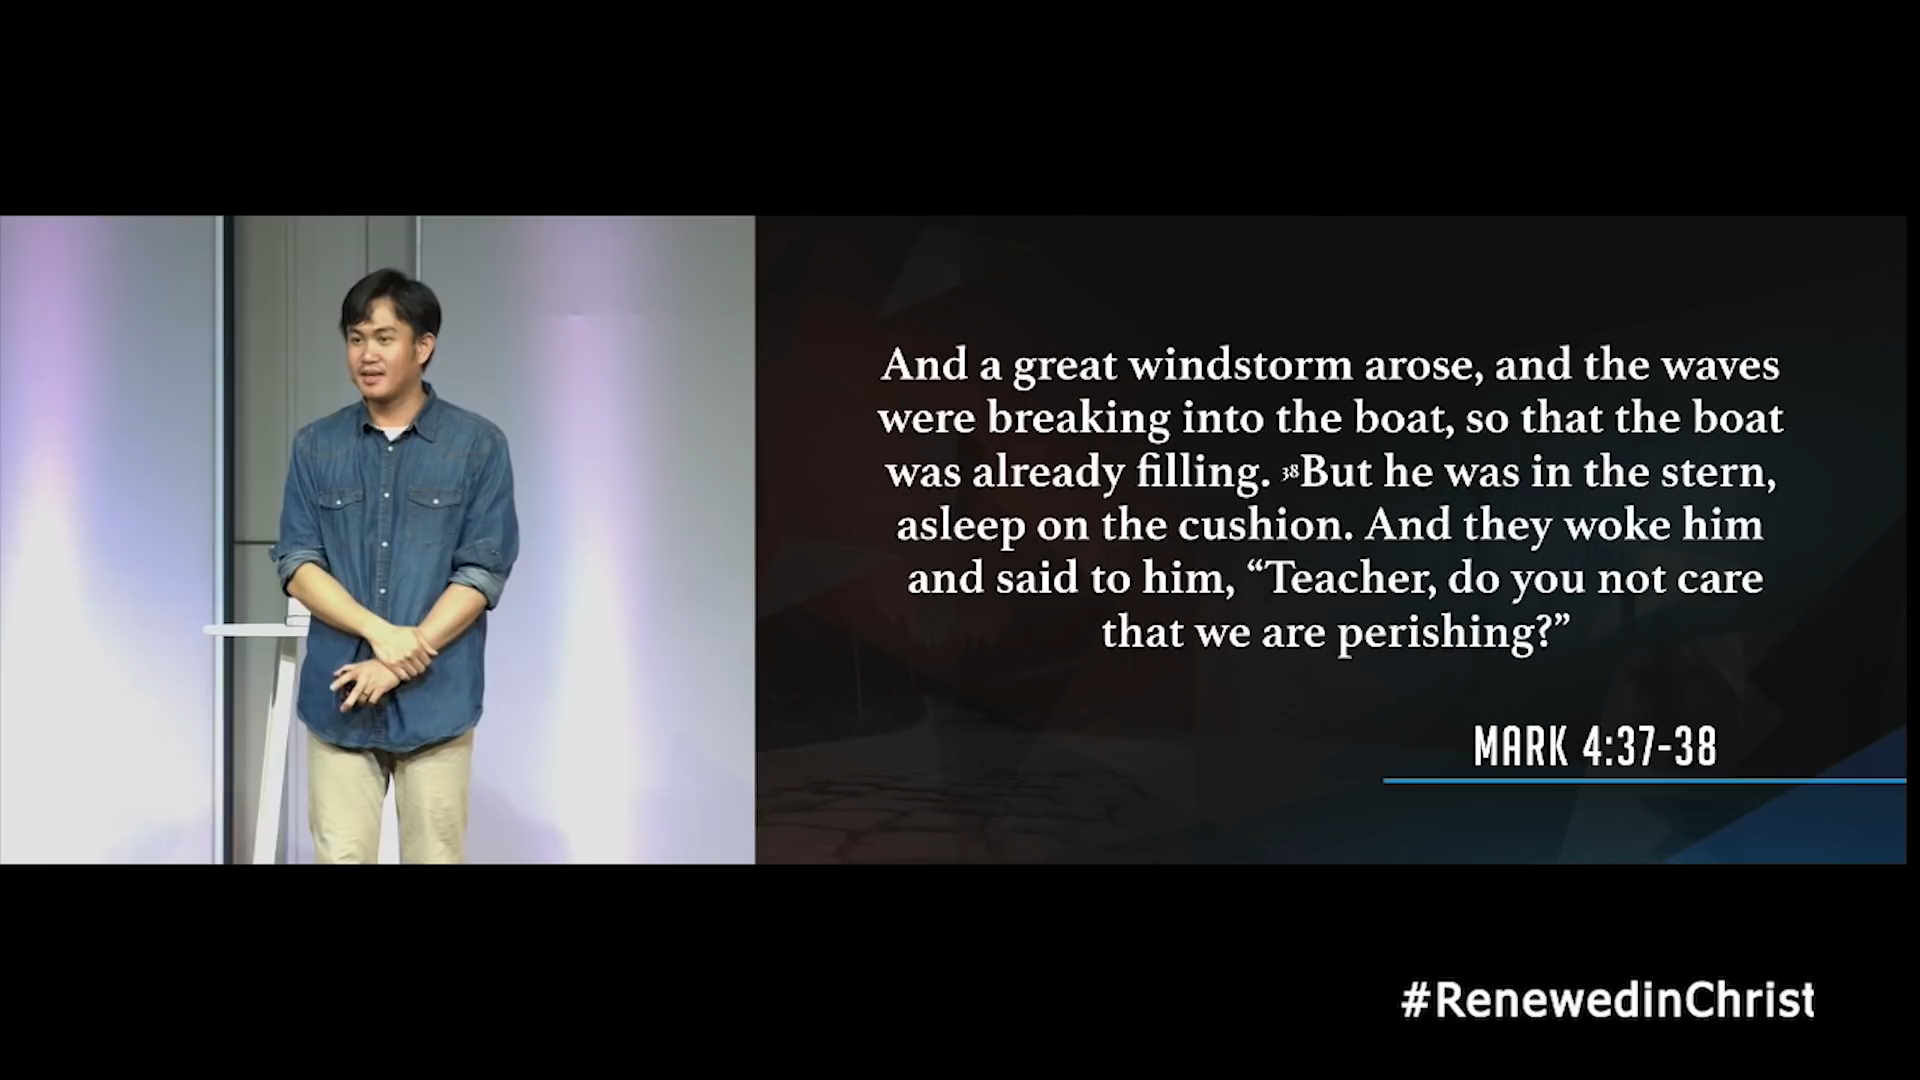 And a great windstorm arose, and the waves
were breaking into the boat, so that the boat
was already filling. ³⁸But he was in the stern,
asleep on the cushion. And they woke him
and said to him, “Teacher, do you not care
that we are perishing?”
MARK 4:37-38
#RenewedinChrist